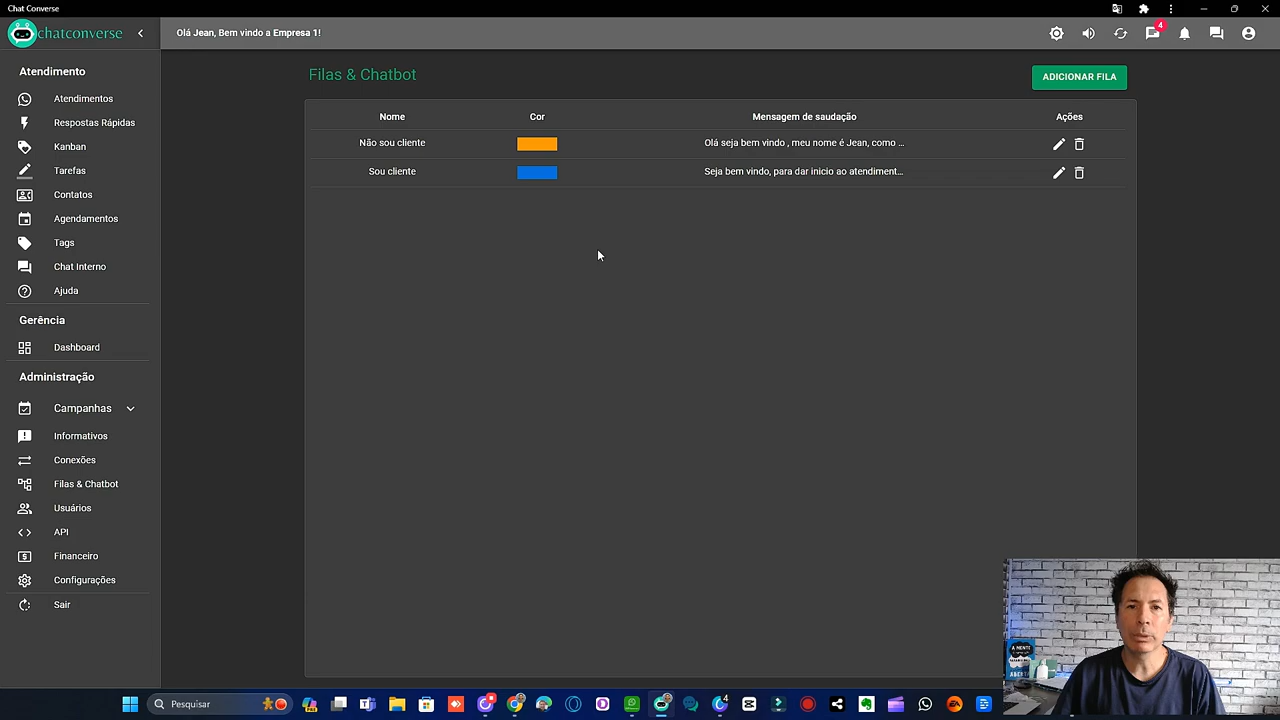 Chat Converse
chatconverse
Olá Jean, Bem vindo a Empresa 1!
4
Atendimento
Atendimentos
Respostas Rápidas
Kanban
Tarefas
Contatos
Agendamentos
Tags
Chat Interno
Ajuda
Gerência
Dashboard
Administração
Campanhas
Informativos
Conexões
Filas & Chatbot
Usuários
API
Financeiro
Configurações
Sair
Filas & Chatbot
ADICIONAR FILA
Nome Cor Mensagem de saudação Ações
Não sou cliente Olá seja bem vindo , meu nome é Jean, como ...
Sou cliente Seja bem vindo, para dar inicio ao atendiment...
A MENTE
ABERTA
Pesquisar